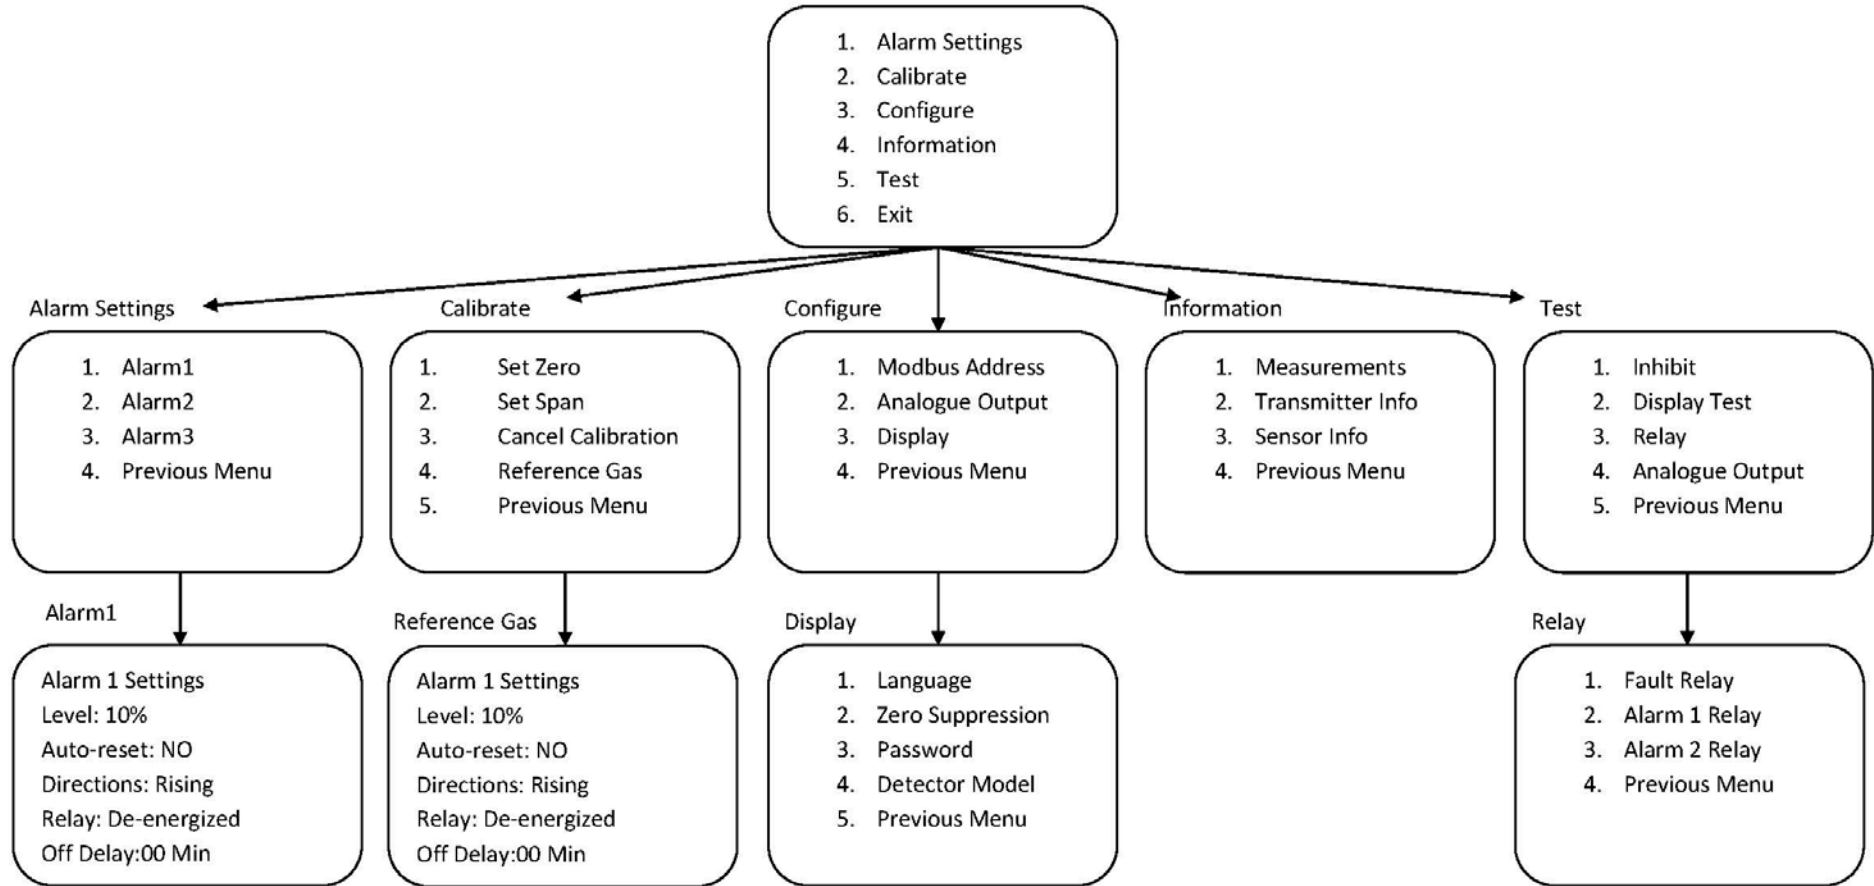 1. Alarm Settings
2. Calibrate
3. Configure
4. Information
5. Test
6. Exit
Alarm Settings
1. Alarm1
2. Alarm2
3. Alarm3
4. Previous Menu
Calibrate
1. Set Zero
2. Set Span
3. Cancel Calibration
4. Reference Gas
5. Previous Menu
Configure
1. Modbus Address
2. Analogue Output
3. Display
4. Previous Menu
Information
1. Measurements
2. Transmitter Info
3. Sensor Info
4. Previous Menu
Test
1. Inhibit
2. Display Test
3. Relay
4. Analogue Output
5. Previous Menu
Alarm1
Alarm 1 Settings
Level: 10%
Auto-reset: NO
Directions: Rising
Relay: De-energized
Off Delay:00 Min
Reference Gas
Alarm 1 Settings
Level: 10%
Auto-reset: NO
Directions: Rising
Relay: De-energized
Off Delay:00 Min
Display
1. Language
2. Zero Suppression
3. Password
4. Detector Model
5. Previous Menu
Relay
1. Fault Relay
2. Alarm 1 Relay
3. Alarm 2 Relay
4. Previous Menu